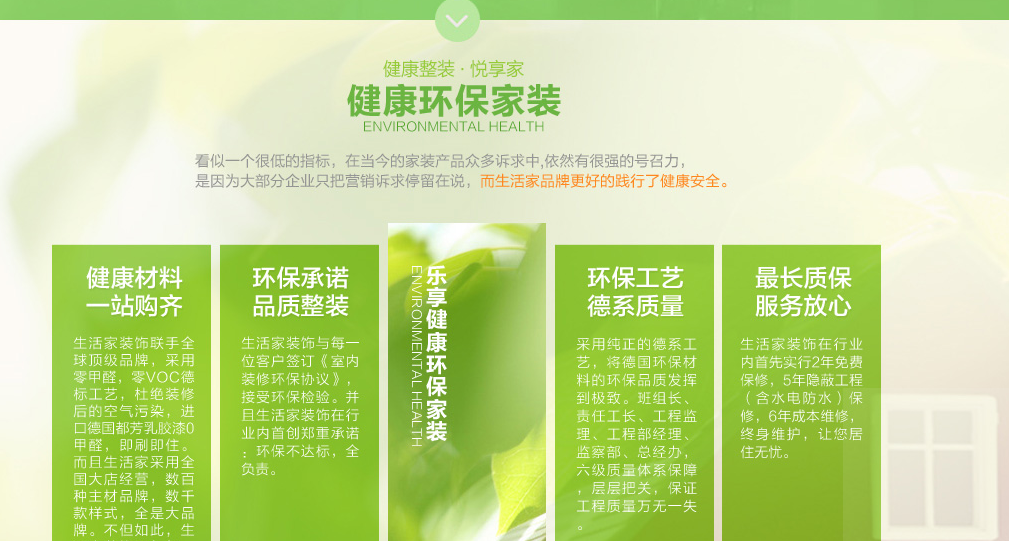 健康整装·悦享家
健康环保家装
ENVIRONMENTAL HEALTH
看似一个很低的指标，在当今的家装产品众多诉求中,依然有很强的号召力，
是因为大部分企业只把营销诉求停留在说，而生活家品牌更好的践行了健康安全。
健康材料
一站购齐
生活家装饰联手全
球顶级品牌，采用
零甲醛，零VOC德
标工艺，杜绝装修
后的空气污染，进
口德国都芳乳胶漆0
甲醛，即刷即住。
而且生活家采用全
国大店经营，数百
种主材品牌，数千
款样式，全是大品
牌。不但如此，生
环保承诺
品质整装
生活家装饰与每一
位客户签订《室内
装修环保协议》，
接受环保检验。并
且生活家装饰在行
业内首创郑重承诺
：环保不达标，全
负责。
乐享健康环保家装
ENVIRONMENTAL HEALTH
环保工艺
德系质量
采用纯正的德系工
艺，将德国环保材
料的环保品质发挥
到极致。班组长、
责任工长、工程监
理、工程部经理、
监察部、总经办，
六级质量体系保障
，层层把关，保证
工程质量万无一失
。
最长质保
服务放心
生活家装饰在行业
内首先实行2年免费
保修，5年隐蔽工程
（含水电防水）保
修，6年成本维修，
终身维护，让您居
住无忧。